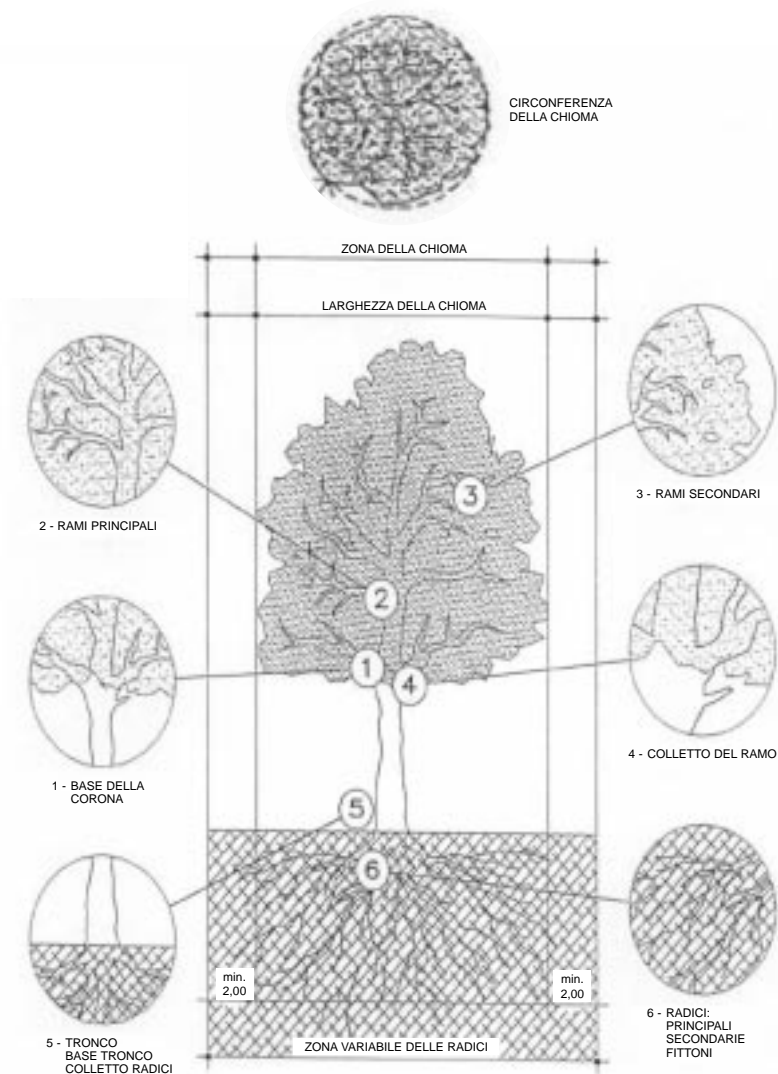 CIRCONFERENZA
DELLA CHIOMA
ZONA DELLA CHIOMA
LARGHEZZA DELLA CHIOMA
2 - RAMI PRINCIPALI
3 - RAMI SECONDARI
3
2
1
4
1 - BASE DELLA
CORONA
4 - COLLETTO DEL RAMO
5
6
min.
2,00
min.
2,00
5 - TRONCO
BASE TRONCO
COLLETTO RADICI
ZONA VARIABILE DELLE RADICI
6 - RADICI:
PRINCIPALI
SECONDARIE
FITTONI